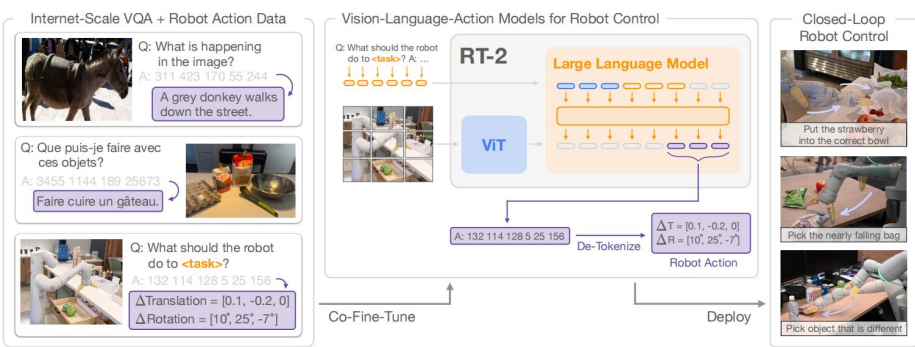 Internet-Scale VQA + Robot Action Data
Q: What is happening
in the image?
A: 311 423 170 55 244
A grey donkey walks
down the street.
Q: Que puis-je faire avec
ces objets?
A: 3455 1144 189 25673
Faire cuire un gâteau.
Q: What should the robot
do to <task>?
A: 132 114 128 5 25 156
ΔTranslation = [0.1, -0.2, 0]
ΔRotation = [10°, 25°, -7°]
Co-Fine-Tune
Vision-Language-Action Models for Robot Control
Q: What should the robot
do to <task>? A: ...
RT-2
Large Language Model
ViT
A: 132 114 128 5 25 156
De-Tokenize
ΔT = [0.1, -0.2, 0]
ΔR = [10°, 25°, -7°]
Robot Action
Deploy
Closed-Loop
Robot Control
Put the strawberry
into the correct bowl
Pick the nearly falling bag
Pick object that is different